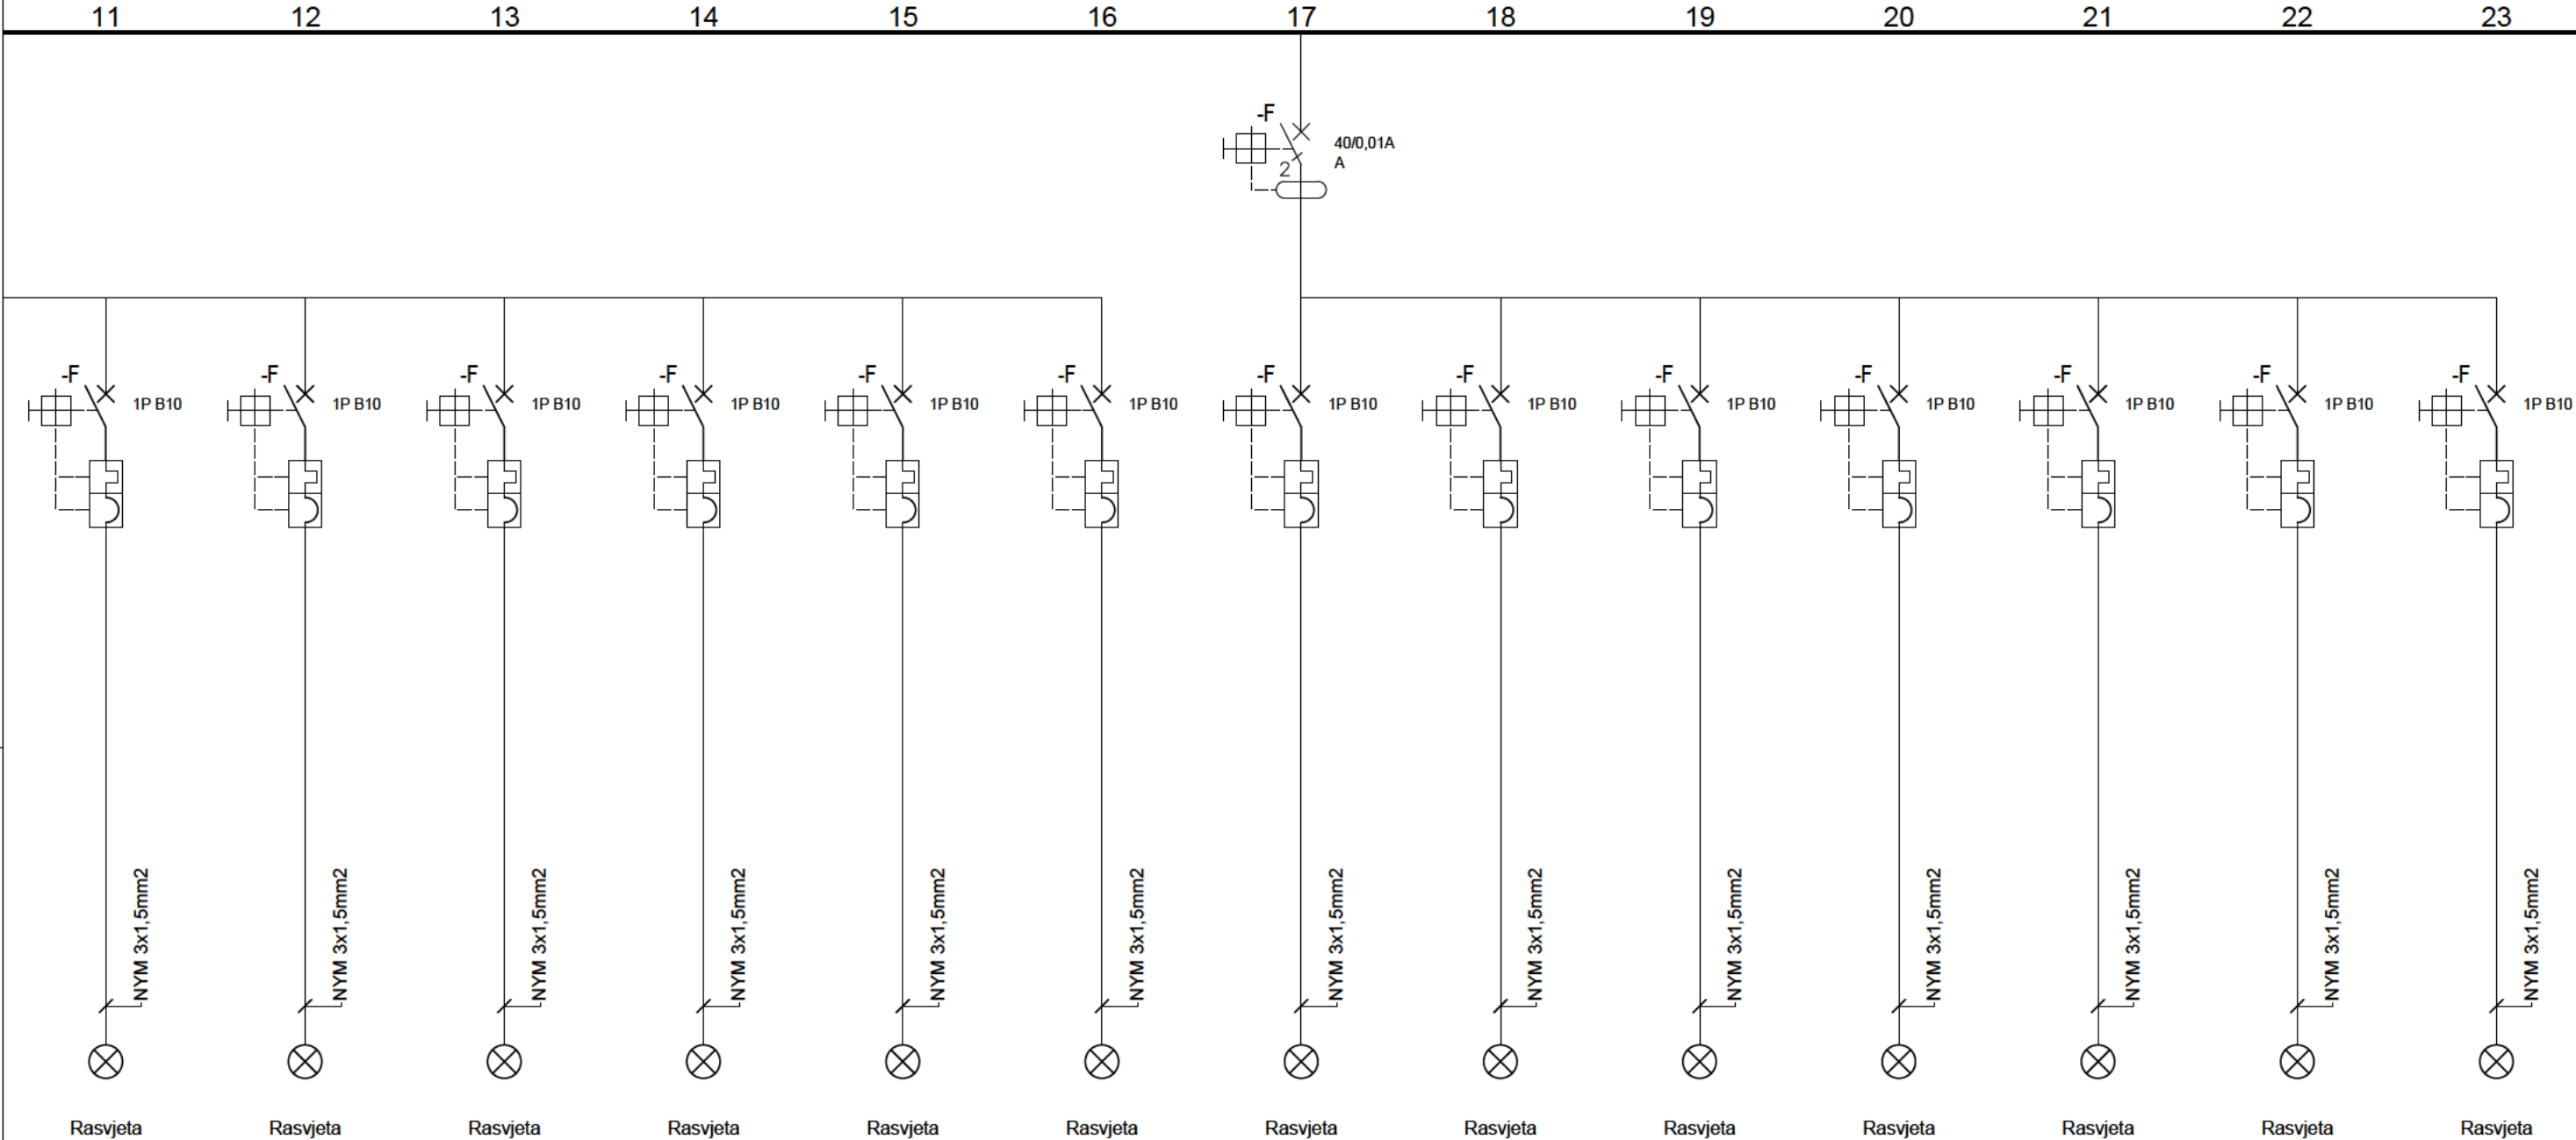 11 12 13 14 15 16 17 18 19 20 21 22 23
-F
40/0,01A
A
2
-F -F -F -F -F -F -F -F -F -F -F -F -F
1P B10 1P B10 1P B10 1P B10 1P B10 1P B10 1P B10 1P B10 1P B10 1P B10 1P B10 1P B10 1P B10
NYM 3x1,5mm2 NYM 3x1,5mm2 NYM 3x1,5mm2 NYM 3x1,5mm2 NYM 3x1,5mm2 NYM 3x1,5mm2 NYM 3x1,5mm2 NYM 3x1,5mm2 NYM 3x1,5mm2 NYM 3x1,5mm2 NYM 3x1,5mm2 NYM 3x1,5mm2 NYM 3x1,5mm2
Rasvjeta Rasvjeta Rasvjeta Rasvjeta Rasvjeta Rasvjeta Rasvjeta Rasvjeta Rasvjeta Rasvjeta Rasvjeta Rasvjeta Rasvjeta